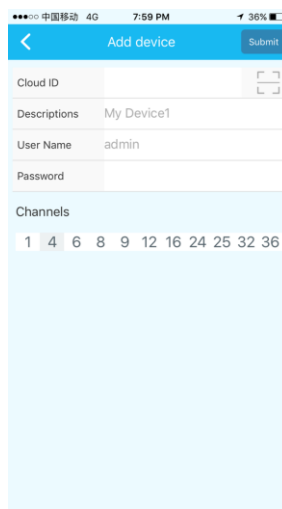 中国移动 4G 7:59 PM 36%
Add device Submit
Cloud ID
Descriptions My Device1
User Name admin
Password
Channels
1 4 6 8 9 12 16 24 25 32 36